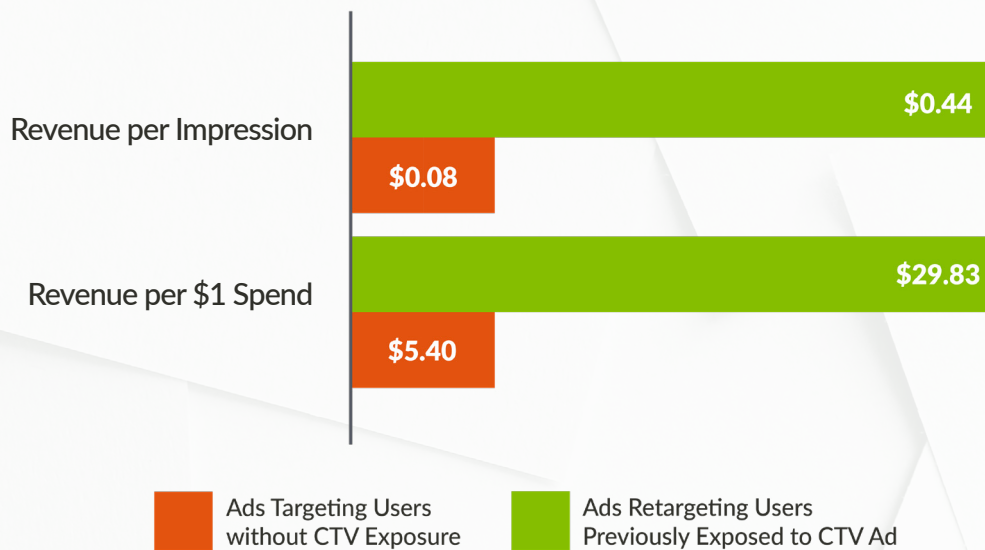 $0.44
Revenue per Impression
$0.08
$29.83
Revenue per $1 Spend
$5.40
Ads Targeting Users
without CTV Exposure
Ads Retargeting Users
Previously Exposed to CTV Ad